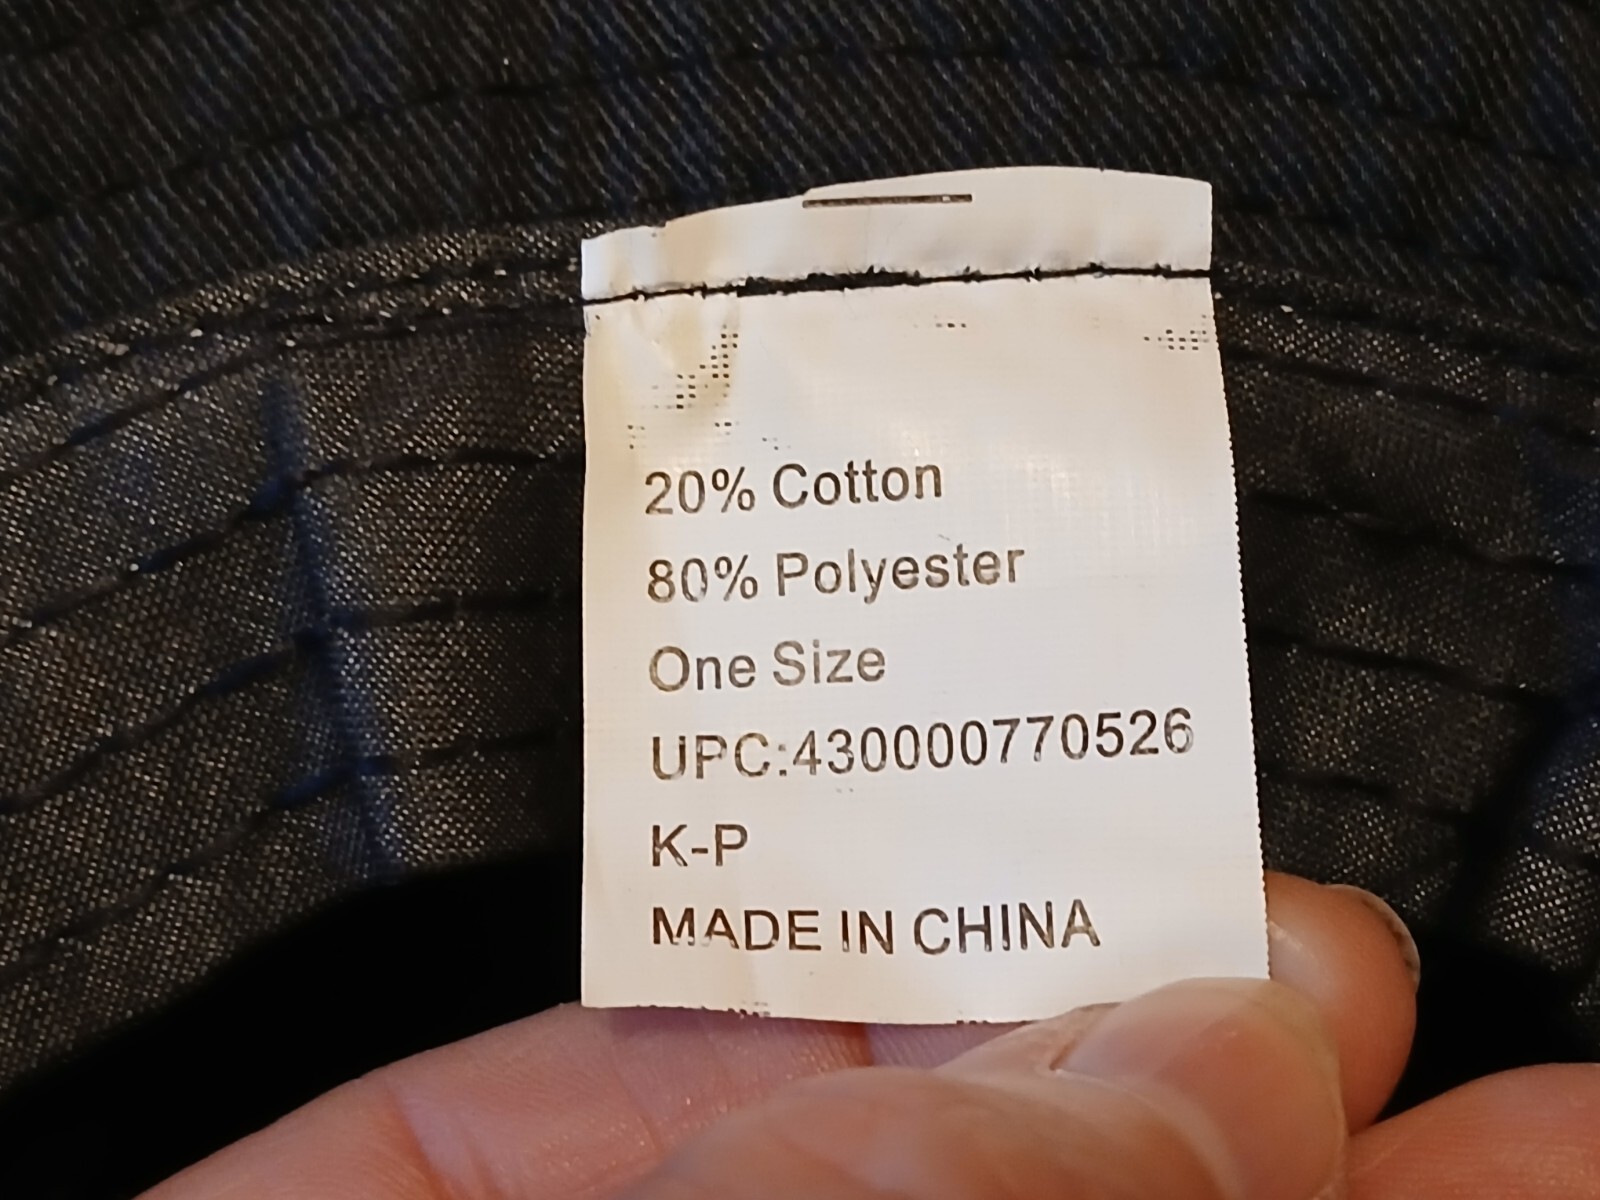 20% Cotton
80% Polyester
One Size
UPC:430000770526
K-P
MADE IN CHINA